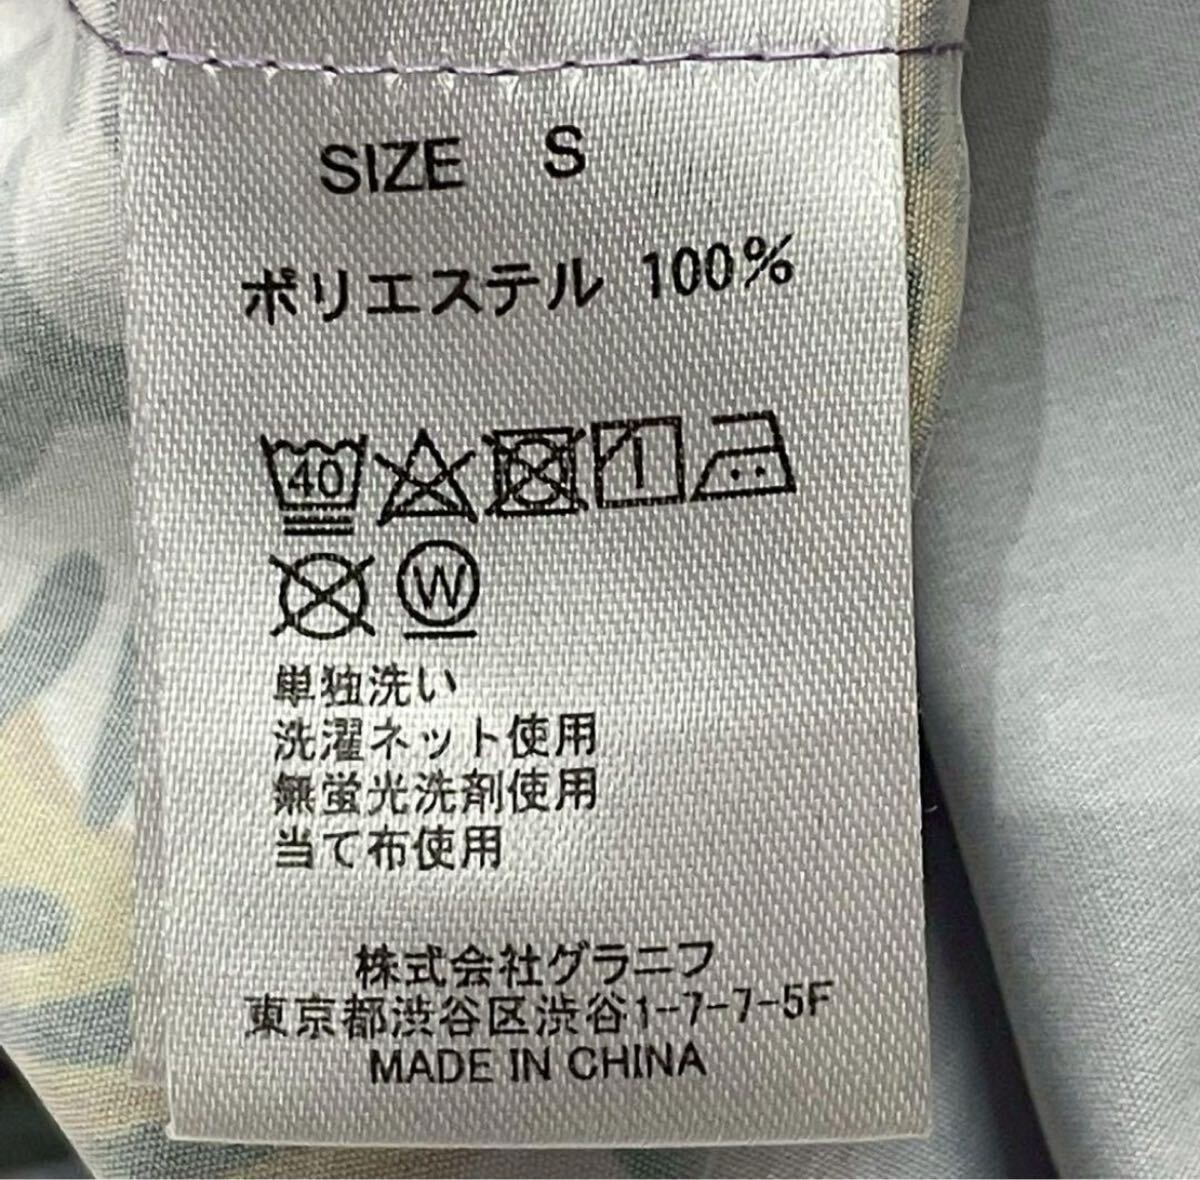 SIZE S
ポリエステル 100%
40
W
単独洗い
洗濯ネット使用
無蛍光洗剤使用
当て布使用
株式会社グラニフ
東京都渋谷区渋谷1-7-7-5F
MADE IN CHINA